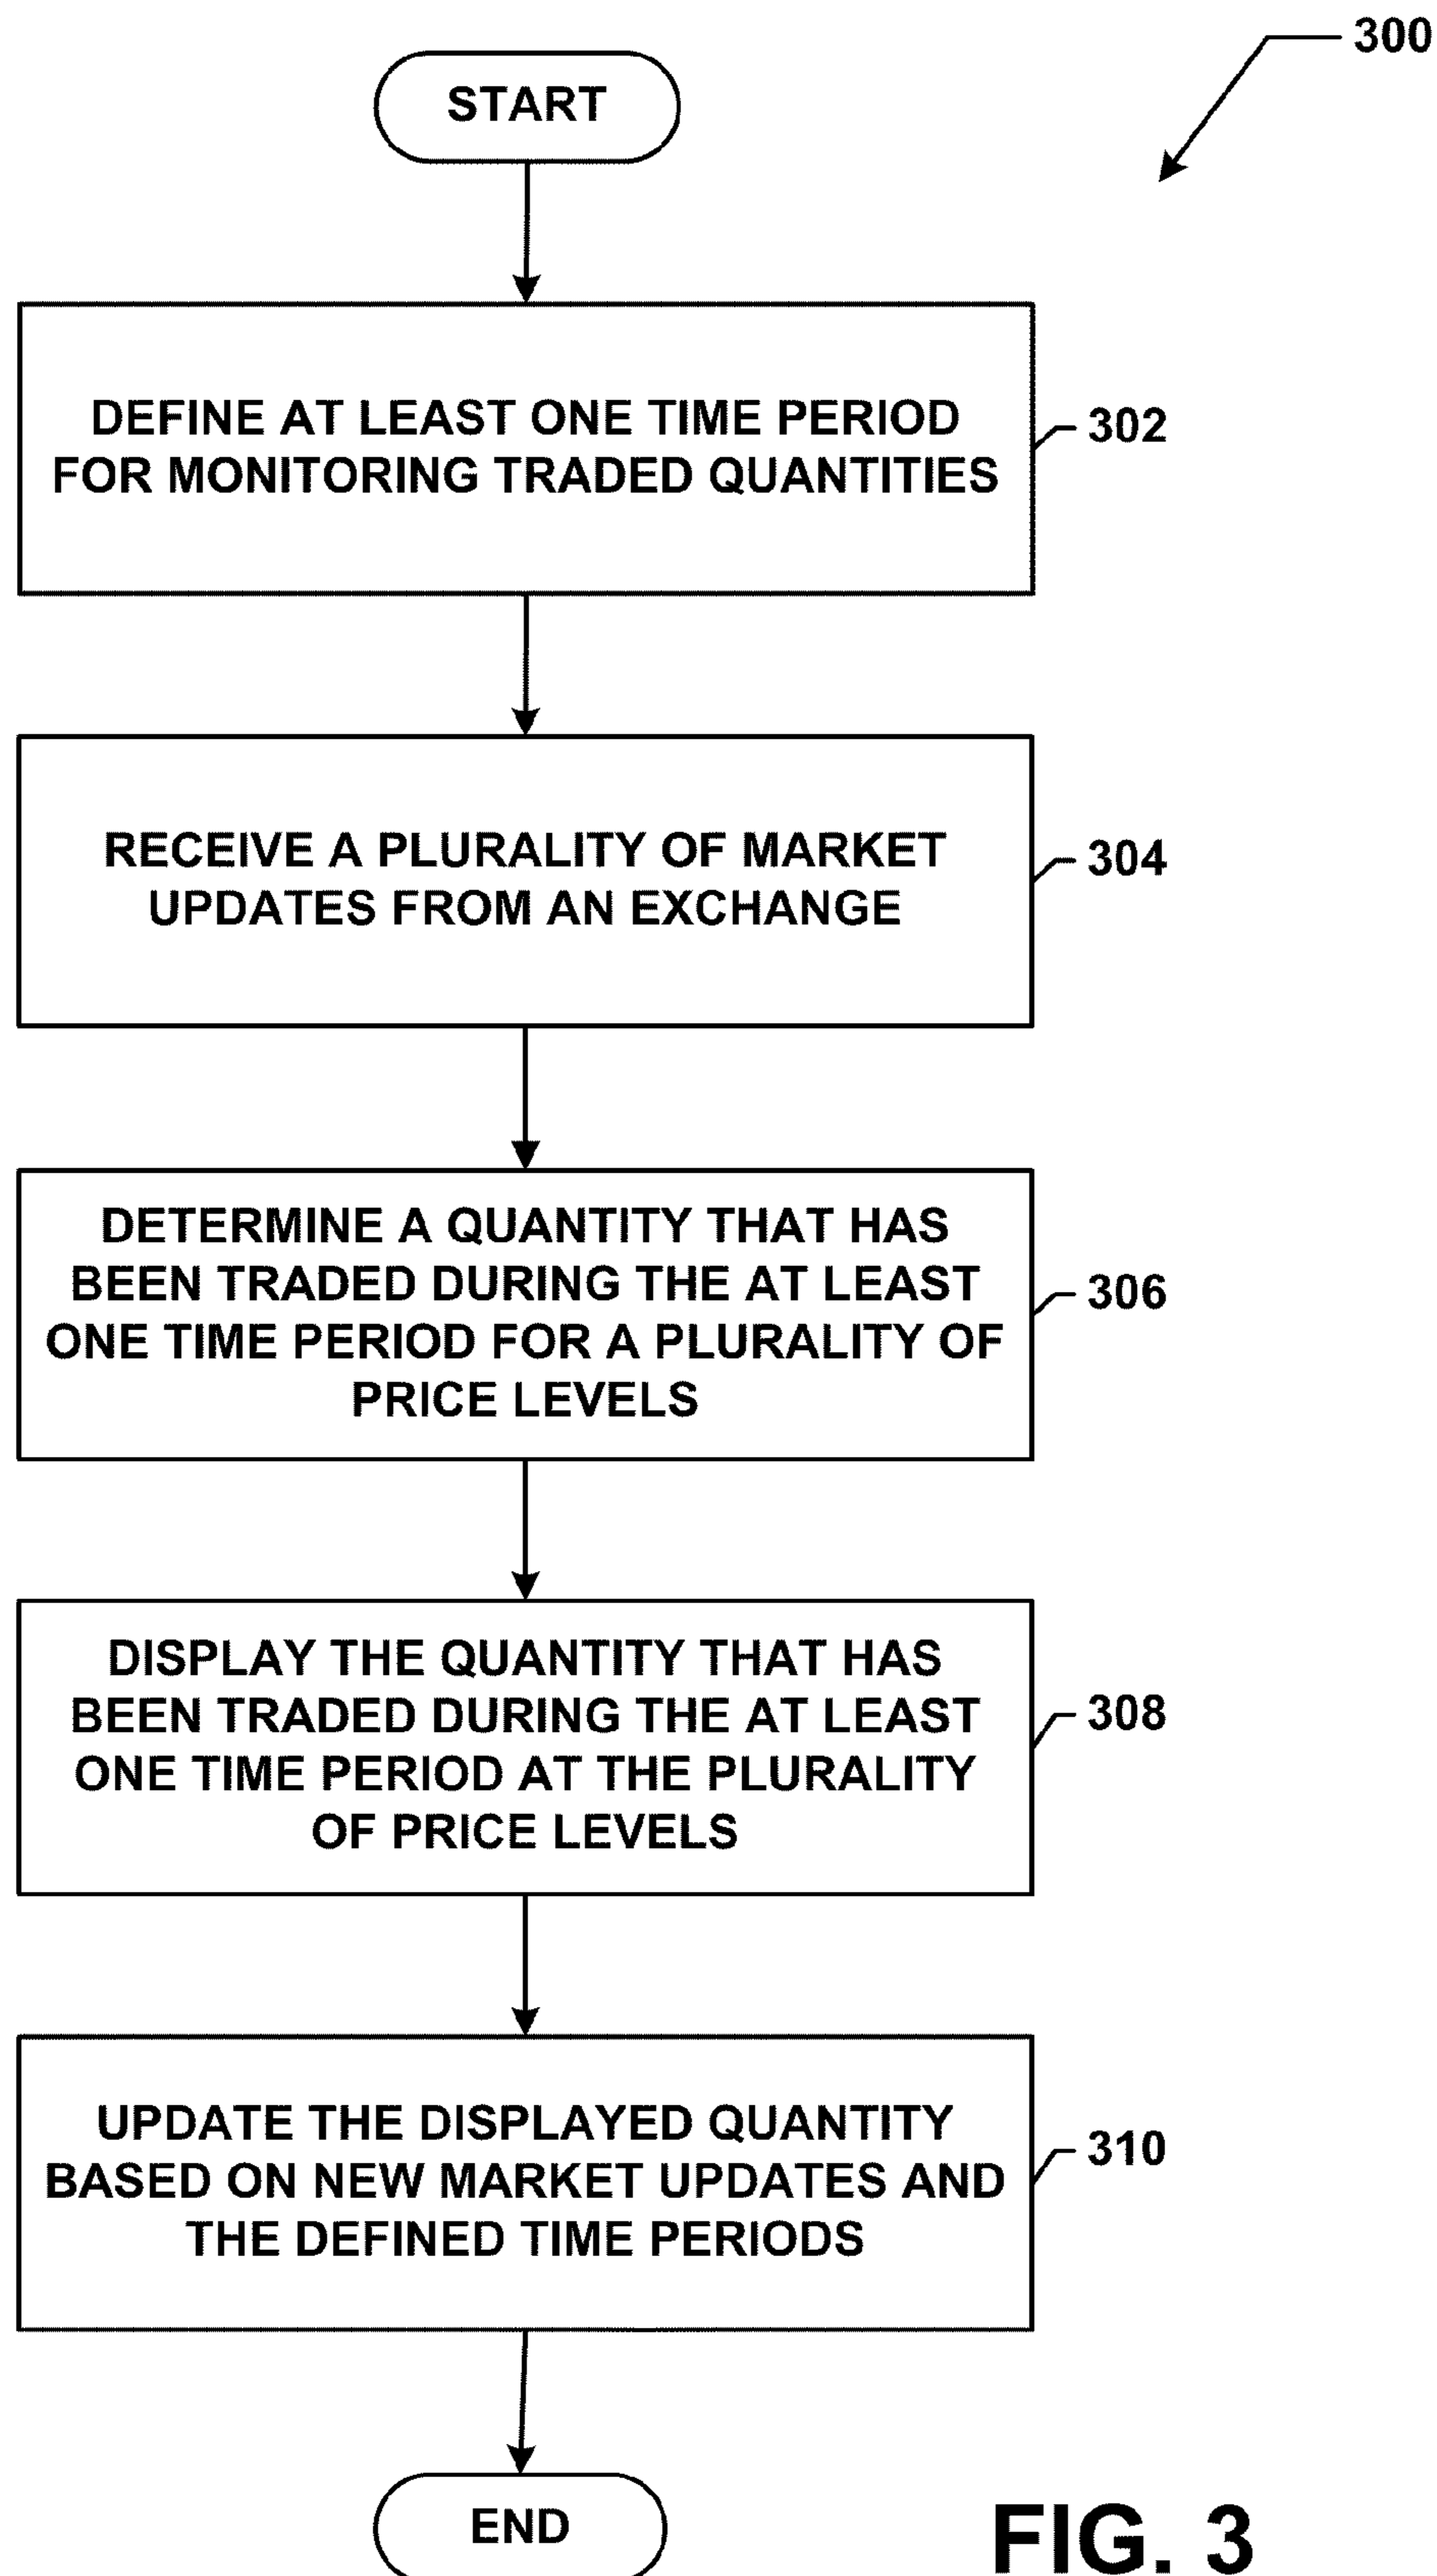 300
START
DEFINE AT LEAST ONE TIME PERIOD
FOR MONITORING TRADED QUANTITIES
302
RECEIVE A PLURALITY OF MARKET
UPDATES FROM AN EXCHANGE
304
DETERMINE A QUANTITY THAT HAS
BEEN TRADED DURING THE AT LEAST
ONE TIME PERIOD FOR A PLURALITY OF
PRICE LEVELS
306
DISPLAY THE QUANTITY THAT HAS
BEEN TRADED DURING THE AT LEAST
ONE TIME PERIOD AT THE PLURALITY
OF PRICE LEVELS
308
UPDATE THE DISPLAYED QUANTITY
BASED ON NEW MARKET UPDATES AND
THE DEFINED TIME PERIODS
310
END
FIG. 3